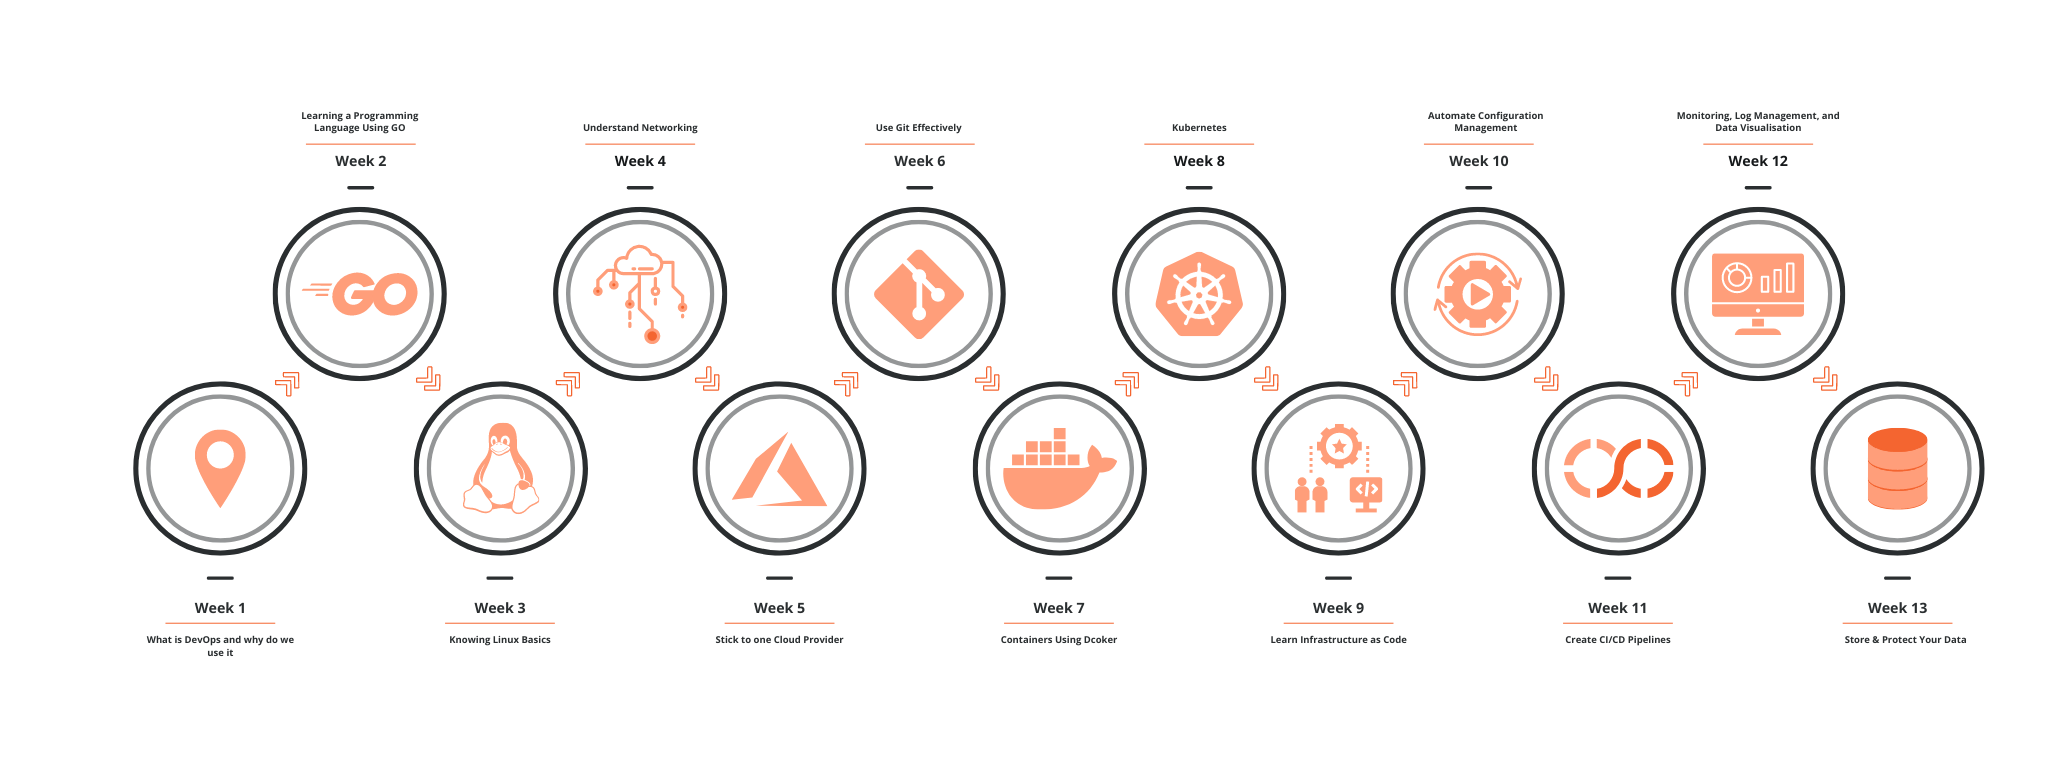 Learning a Programming
Language Using GO
Week 2
Understand Networking
Week 4
Use Git Effectively
Week 6
Kubernetes
Week 8
Automate Configuration
Management
Week 10
Monitoring, Log Management, and
Data Visualisation
Week 12
GO
</>
Week 1
What is DevOps and why do we
use it
Week 3
Knowing Linux Basics
Week 5
Stick to one Cloud Provider
Week 7
Containers Using Dcoker
Week 9
Learn Infrastructure as Code
Week 11
Create CI/CD Pipelines
Week 13
Store & Protect Your Data